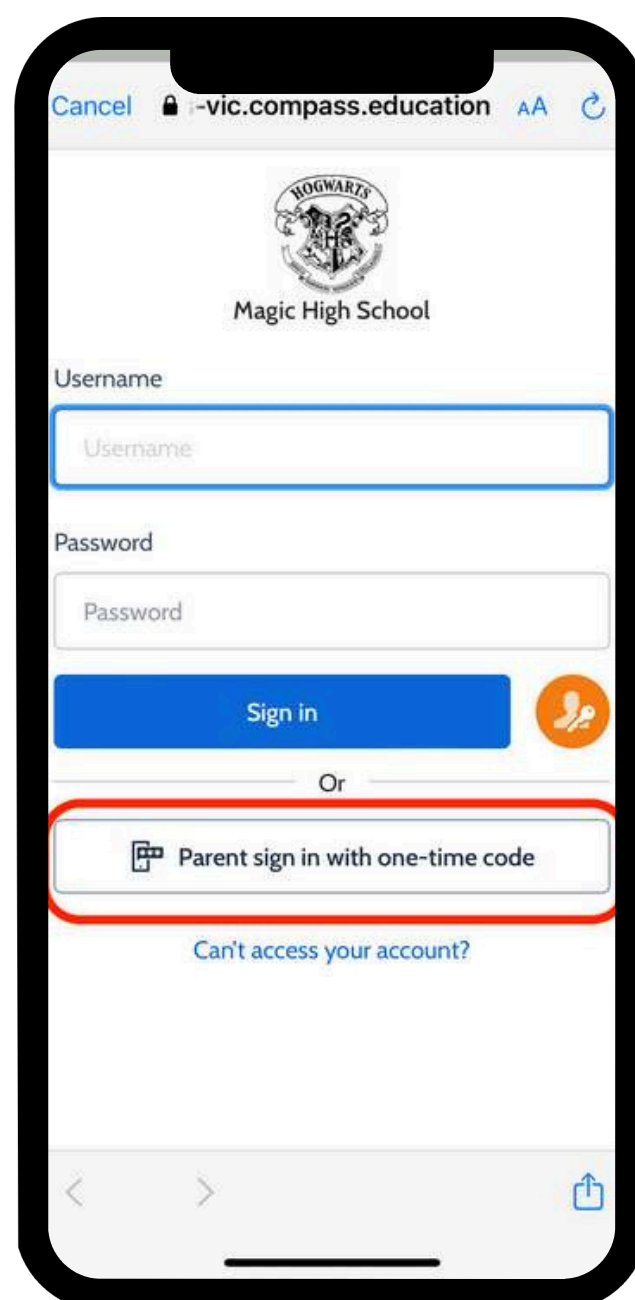 Cancel -vic.compass.education AA
HOGWARTS
H
Magic High School
Username
Username
Password
Password
Sign in
Or
Parent sign in with one-time code
Can't access your account?